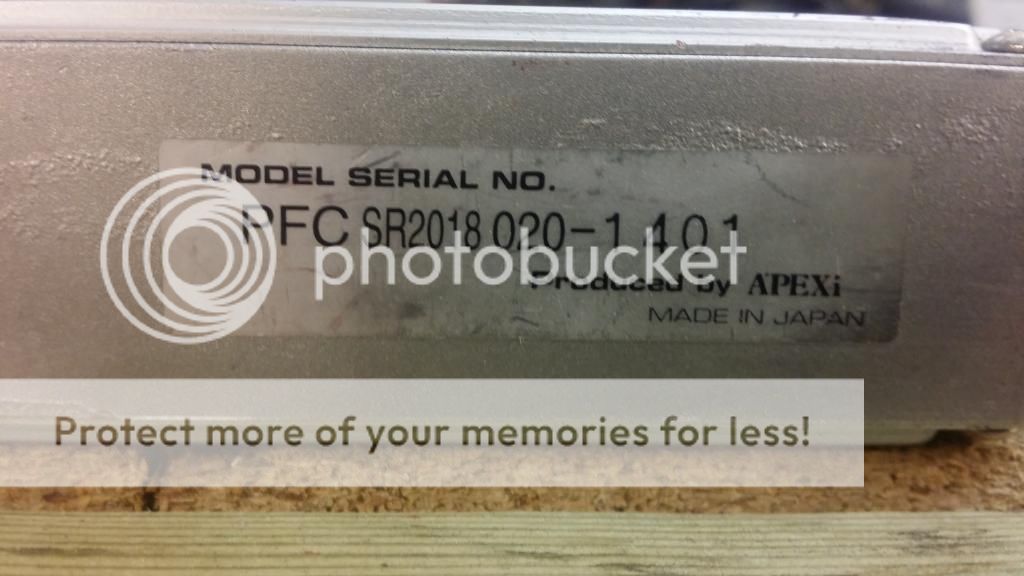 MODEL SERIAL NO.
PFC SR2018 020-1401
photobucket
Produced by APEXi
MADE IN JAPAN
Protect more of your memories for less!